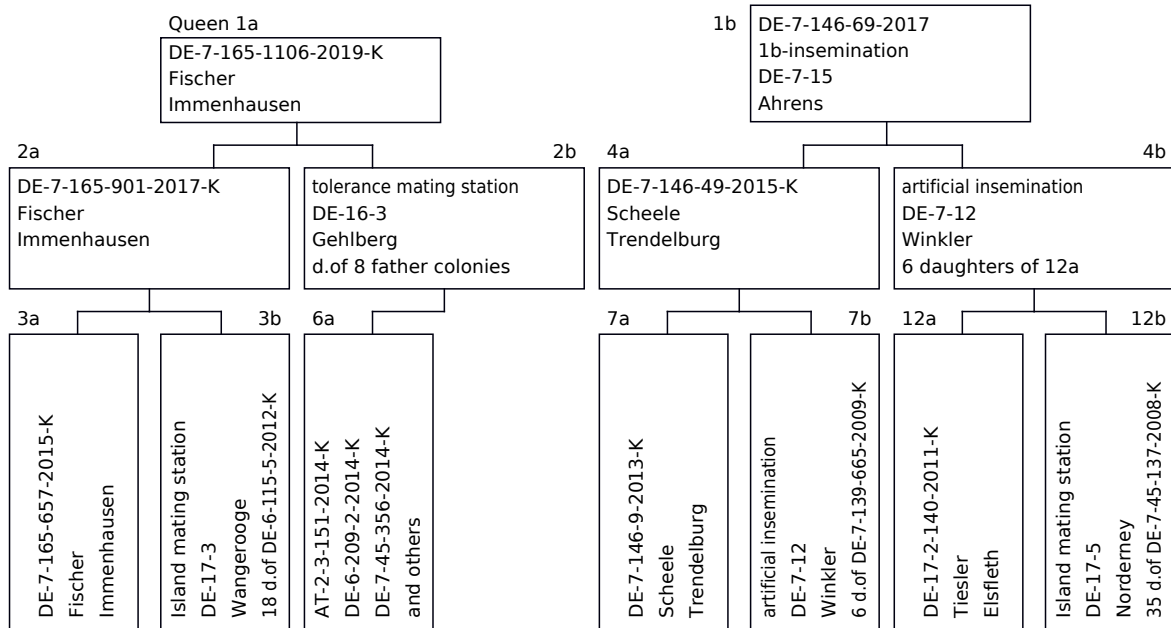 Queen 1a
DE-7-165-1106-2019-K
Fischer
Immenhausen
1b
DE-7-146-69-2017
1b-insemination
DE-7-15
Ahrens
2a
DE-7-165-901-2017-K
Fischer
Immenhausen
2b
tolerance mating station
DE-16-3
Gehlberg
d.of 8 father colonies
4a
DE-7-146-49-2015-K
Scheele
Trendelburg
4b
artificial insemination
DE-7-12
Winkler
6 daughters of 12a
3a
DE-7-165-657-2015-K
Fischer
Immenhausen
3b
Island mating station
DE-17-3
Wangerooge
18 d.of DE-6-115-5-2012-K
6a
AT-2-3-151-2014-K
DE-6-209-2-2014-K
DE-7-45-356-2014-K
and others
7a
DE-7-146-9-2013-K
Scheele
Trendelburg
7b
artificial insemination
DE-7-12
Winkler
6 d.of DE-7-139-665-2009-K
12a
DE-17-2-140-2011-K
Tiesler
Elsfleth
12b
Island mating station
DE-17-5
Norderney
35 d.of DE-7-45-137-2008-K